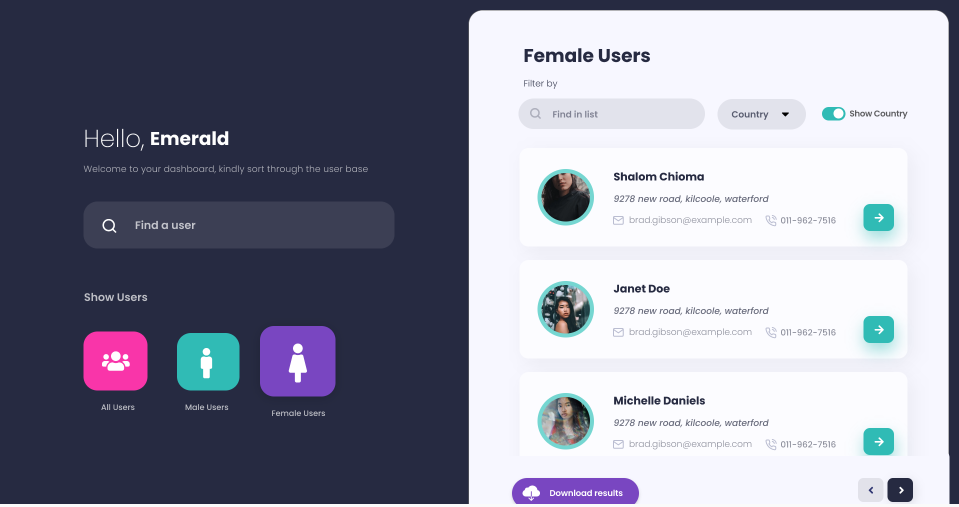 Hello, Emerald
Welcome to your dashboard, kindly sort through the user base
Find a user
Show Users
All Users
Male Users
Female Users
Female Users
Filter by
Find in list
Country
Show Country
Shalom Chioma
9278 new road, kilcoole, waterford
brad.gibson@example.com 011-962-7516
Janet Doe
9278 new road, kilcoole, waterford
brad.gibson@example.com 011-962-7516
Michelle Daniels
9278 new road, kilcoole, waterford
brad.gibson@example.com 011-962-7516
Download results